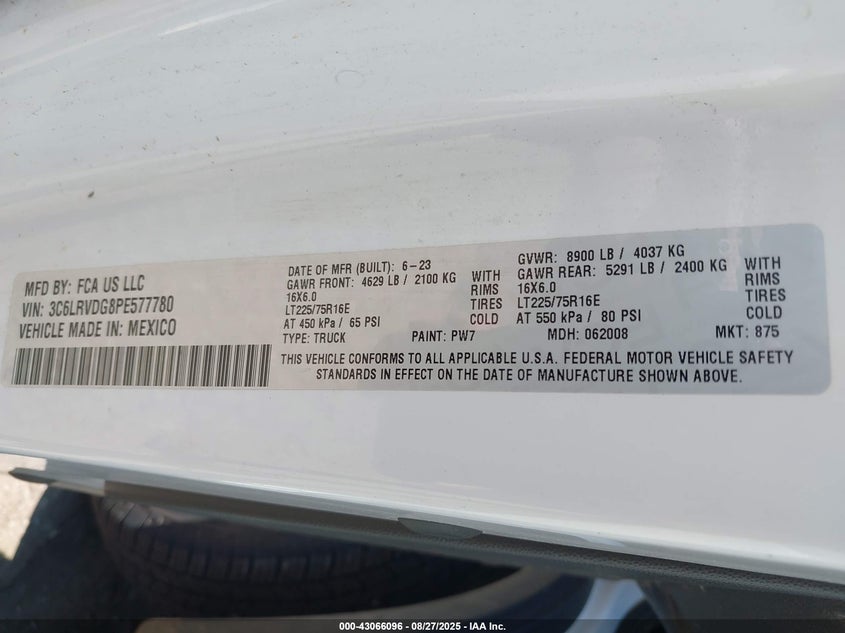 MFD BY: FCA US LLC
VIN: 3C6LRVDG8PE577780
VEHICLE MADE IN: MEXICO
DATE OF MFR (BUILT): 6-23
GAWR FRONT: 4629 LB / 2100 KG WITH
16X6.0 RIMS
LT225/75R16E TIRES
AT 450 kPa / 65 PSI COLD
TYPE: TRUCK PAINT: PW7
GVWR: 8900 LB / 4037 KG
GAWR REAR: 5291 LB / 2400 KG WITH
16X6.0 RIMS
LT225/75R16E TIRES
AT 550 kPa / 80 PSI COLD
MDH: 062008 MKT: 875
THIS VEHICLE CONFORMS TO ALL APPLICABLE U.S.A. FEDERAL MOTOR VEHICLE SAFETY
STANDARDS IN EFFECT ON THE DATE OF MANUFACTURE SHOWN ABOVE.
000-43066096 - 08/27/2025 - IAA Inc.